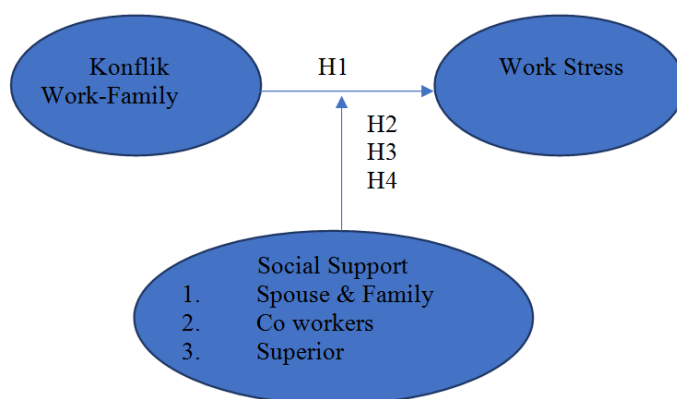 Konflik
Work-Family
H1
Work Stress
H2
H3
H4
Social Support
1. Spouse & Family
2. Co workers
3. Superior